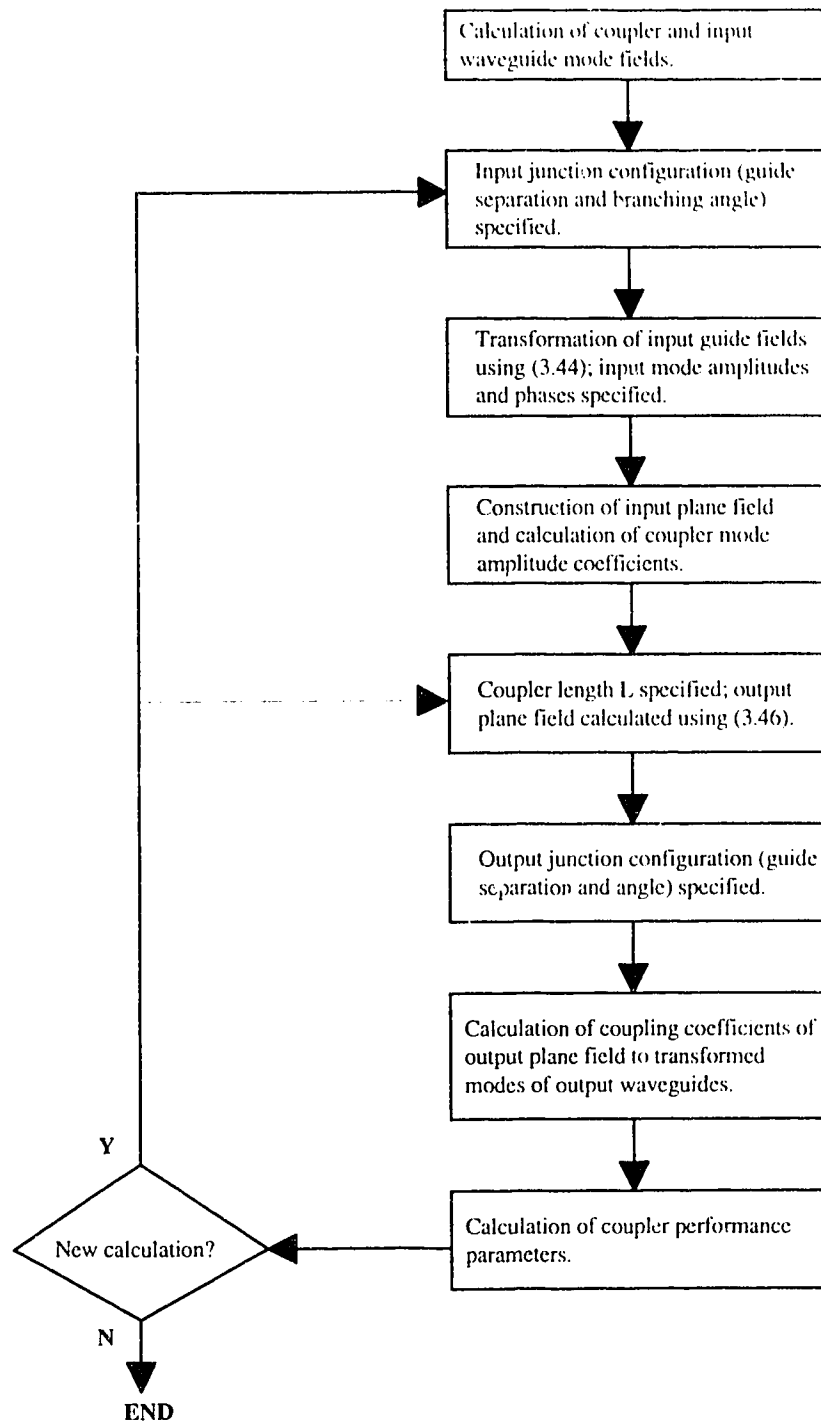 Calculation of coupler and input
waveguide mode fields.
Input junction configuration (guide
separation and branching angle)
specified.
Transformation of input guide fields
using (3.44); input mode amplitudes
and phases specified.
Construction of input plane field
and calculation of coupler mode
amplitude coefficients.
Coupler length L specified; output
plane field calculated using (3.46).
Output junction configuration (guide
separation and angle) specified.
Calculation of coupling coefficients of
output plane field to transformed
modes of output waveguides.
Calculation of coupler performance
parameters.
Y
New calculation?
N
END